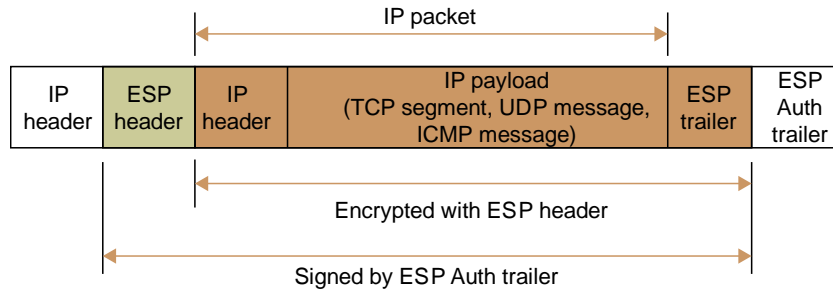 IP packet
IP
header
ESP
header
IP
header
IP payload
(TCP segment, UDP message,
ICMP message)
ESP
trailer
ESP
Auth
trailer
Encrypted with ESP header
Signed by ESP Auth trailer